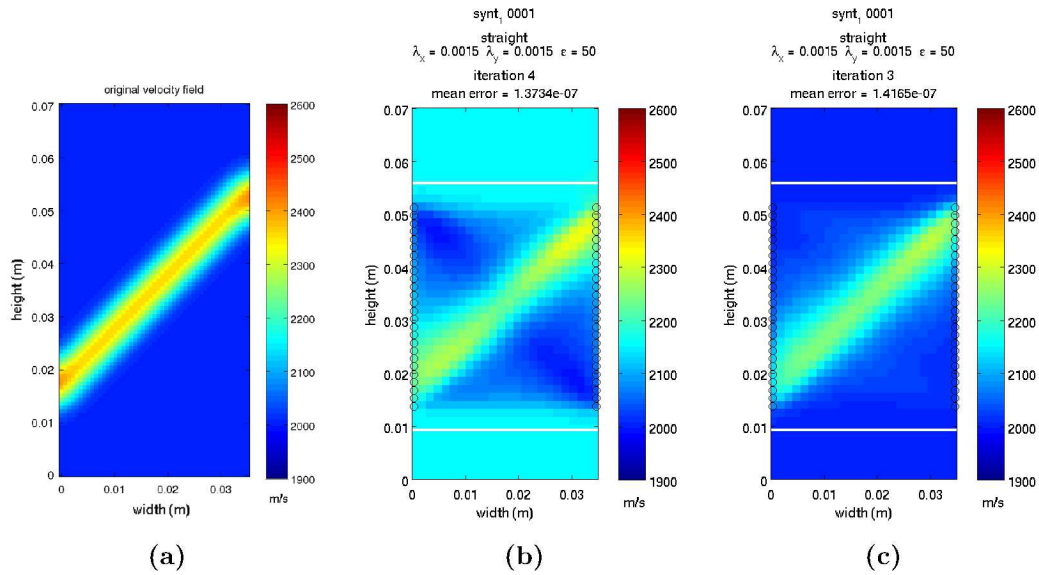 original velocity field
0.07
0.06
0.05
0.04
0.03
0.02
0.01
0
height (m)
0
0.01
0.02
0.03
width (m)
2600
2500
2400
2300
2200
2100
2000
1900
m/s
(a)
synt₁ 0001
straight
λₓ = 0.0015 λᵧ = 0.0015 ε = 50
iteration 4
mean error = 1.3734e-07
0.07
0.06
0.05
0.04
0.03
0.02
0.01
0
height (m)
0
0.01
0.02
0.03
width (m)
2600
2500
2400
2300
2200
2100
2000
1900
m/s
(b)
synt₁ 0001
straight
λₓ = 0.0015 λᵧ = 0.0015 ε = 50
iteration 3
mean error = 1.4165e-07
0.07
0.06
0.05
0.04
0.03
0.02
0.01
0
height (m)
0
0.01
0.02
0.03
width (m)
2600
2500
2400
2300
2200
2100
2000
1900
m/s
(c)